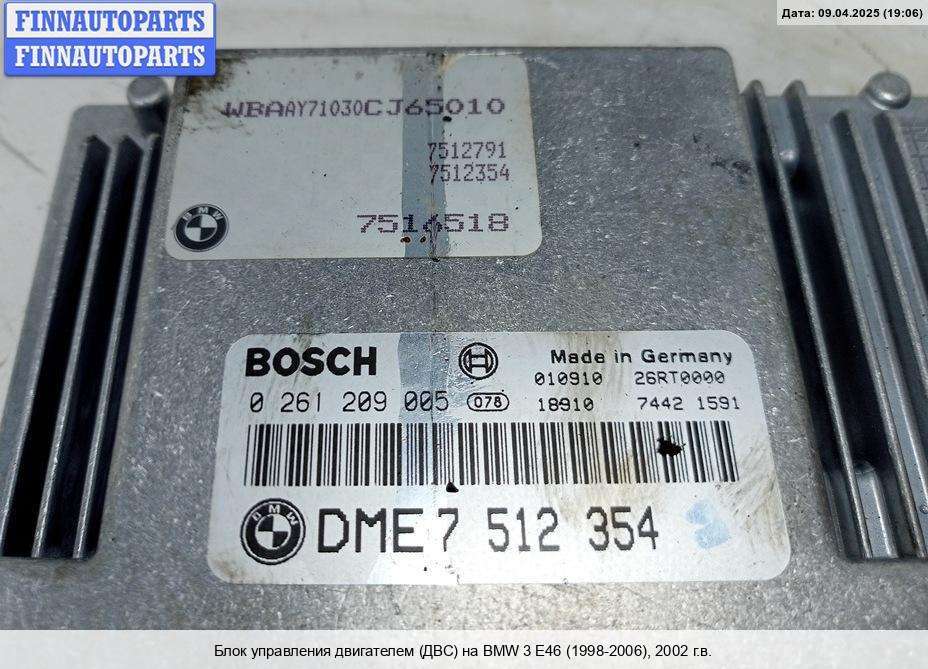 FINNAUTOPARTS
FINNAUTOPARTS
Дата: 09.04.2025 (19:06)
WBAAY71030CJ65010
7512791
7512354
BMW
7516518
BOSCH
Made in Germany
010910 26RT0000
0 261 209 005 078 18910 7442 1591
BMW
DME 7 512 354
Блок управления двигателем (ДВС) на BMW 3 E46 (1998-2006), 2002 г.в.